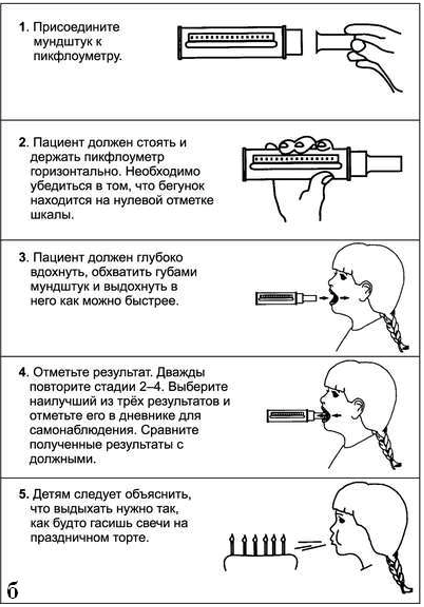 1. Присоедините
мундштук к
пикфлоуметру.
2. Пациент должен стоять и
держать пикфлоуметр
горизонтально. Необходимо
убедиться в том, что бегунок
находится на нулевой отметке
шкалы.
3. Пациент должен глубоко
вдохнуть, обхватить губами
мундштук и выдохнуть в
него как можно быстрее.
4. Отметьте результат. Дважды
повторите стадии 2–4. Выберите
наилучший из трёх результатов и
отметьте его в дневнике для
самонаблюдения. Сравните
полученные результаты с
должными.
5. Детям следует объяснить,
что выдыхать нужно так,
как будто гасишь свечи на
праздничном торте.
б